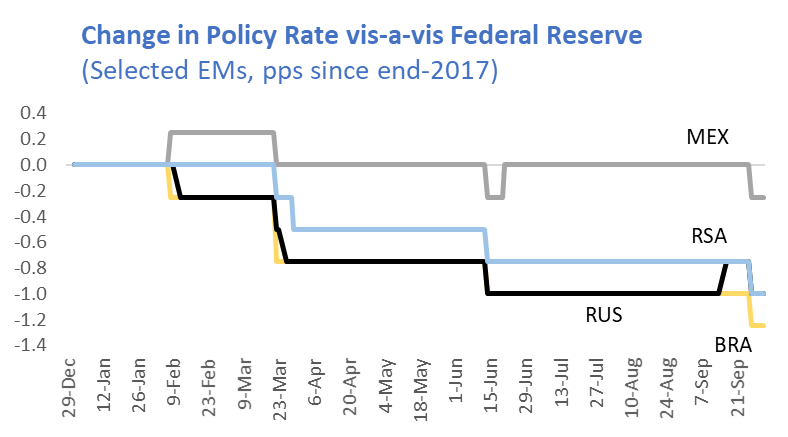 Change in Policy Rate vis-a-vis Federal Reserve
(Selected EMs, pps since end-2017)
0.4
0.2
0.0
-0.2
-0.4
-0.6
-0.8
-1.0
-1.2
-1.4
MEX
RSA
RUS
BRA
29-Dec
12-Jan
26-Jan
9-Feb
23-Feb
9-Mar
23-Mar
6-Apr
20-Apr
4-May
18-May
1-Jun
15-Jun
29-Jun
13-Jul
27-Jul
10-Aug
24-Aug
7-Sep
21-Sep